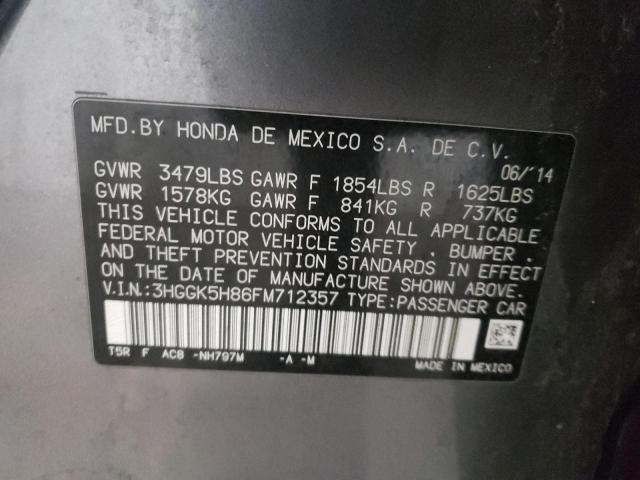 MFD.BY HONDA DE MEXICO S.A. DE C.V.
06/'14
GVWR 3479LBS GAWR F 1854LBS R 1625LBS
GVWR 1578KG GAWR F 841KG R 737KG
THIS VEHICLE CONFORMS TO ALL APPLICABLE
FEDERAL MOTOR VEHICLE SAFETY , BUMPER ,
AND THEFT PREVENTION STANDARDS IN EFFECT
ON THE DATE OF MANUFACTURE SHOWN ABOVE.
V.I.N.:3HGGK5H86FM712357 TYPE:PASSENGER CAR
T5R F AC8 -NH797M -A -M
MADE IN MEXICO